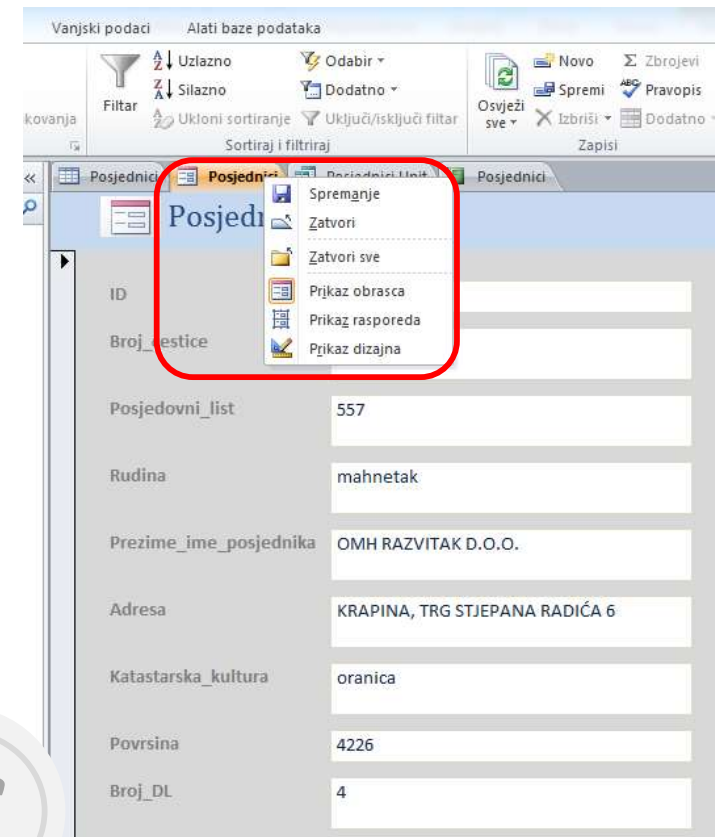 Vanjski podaci Alati baze podataka
Uzlazno Odabir Novo Σ Zbrojevi
Silazno Dodatno Spremi Pravopis
Filtar Osvježi sve
Ukloni sortiranje Uključi/isključi filtar Izbriši Dodatno
kovanja Sortiraj i filtriraj Zapisi
Posjednici Posjednici Posjednici Unit Posjednici
Spremanje
Zatvori
Zatvori sve
Prikaz obrasca
Prikaz rasporeda
Prikaz dizajna
ID
Broj_čestice
Posjedovni_list 557
Rudina mahnetak
Prezime_ime_posjednika OMH RAZVITAK D.O.O.
Adresa KRAPINA, TRG STJEPANA RADIĆA 6
Katastarska_kultura oranica
Povrsina 4226
Broj_DL 4